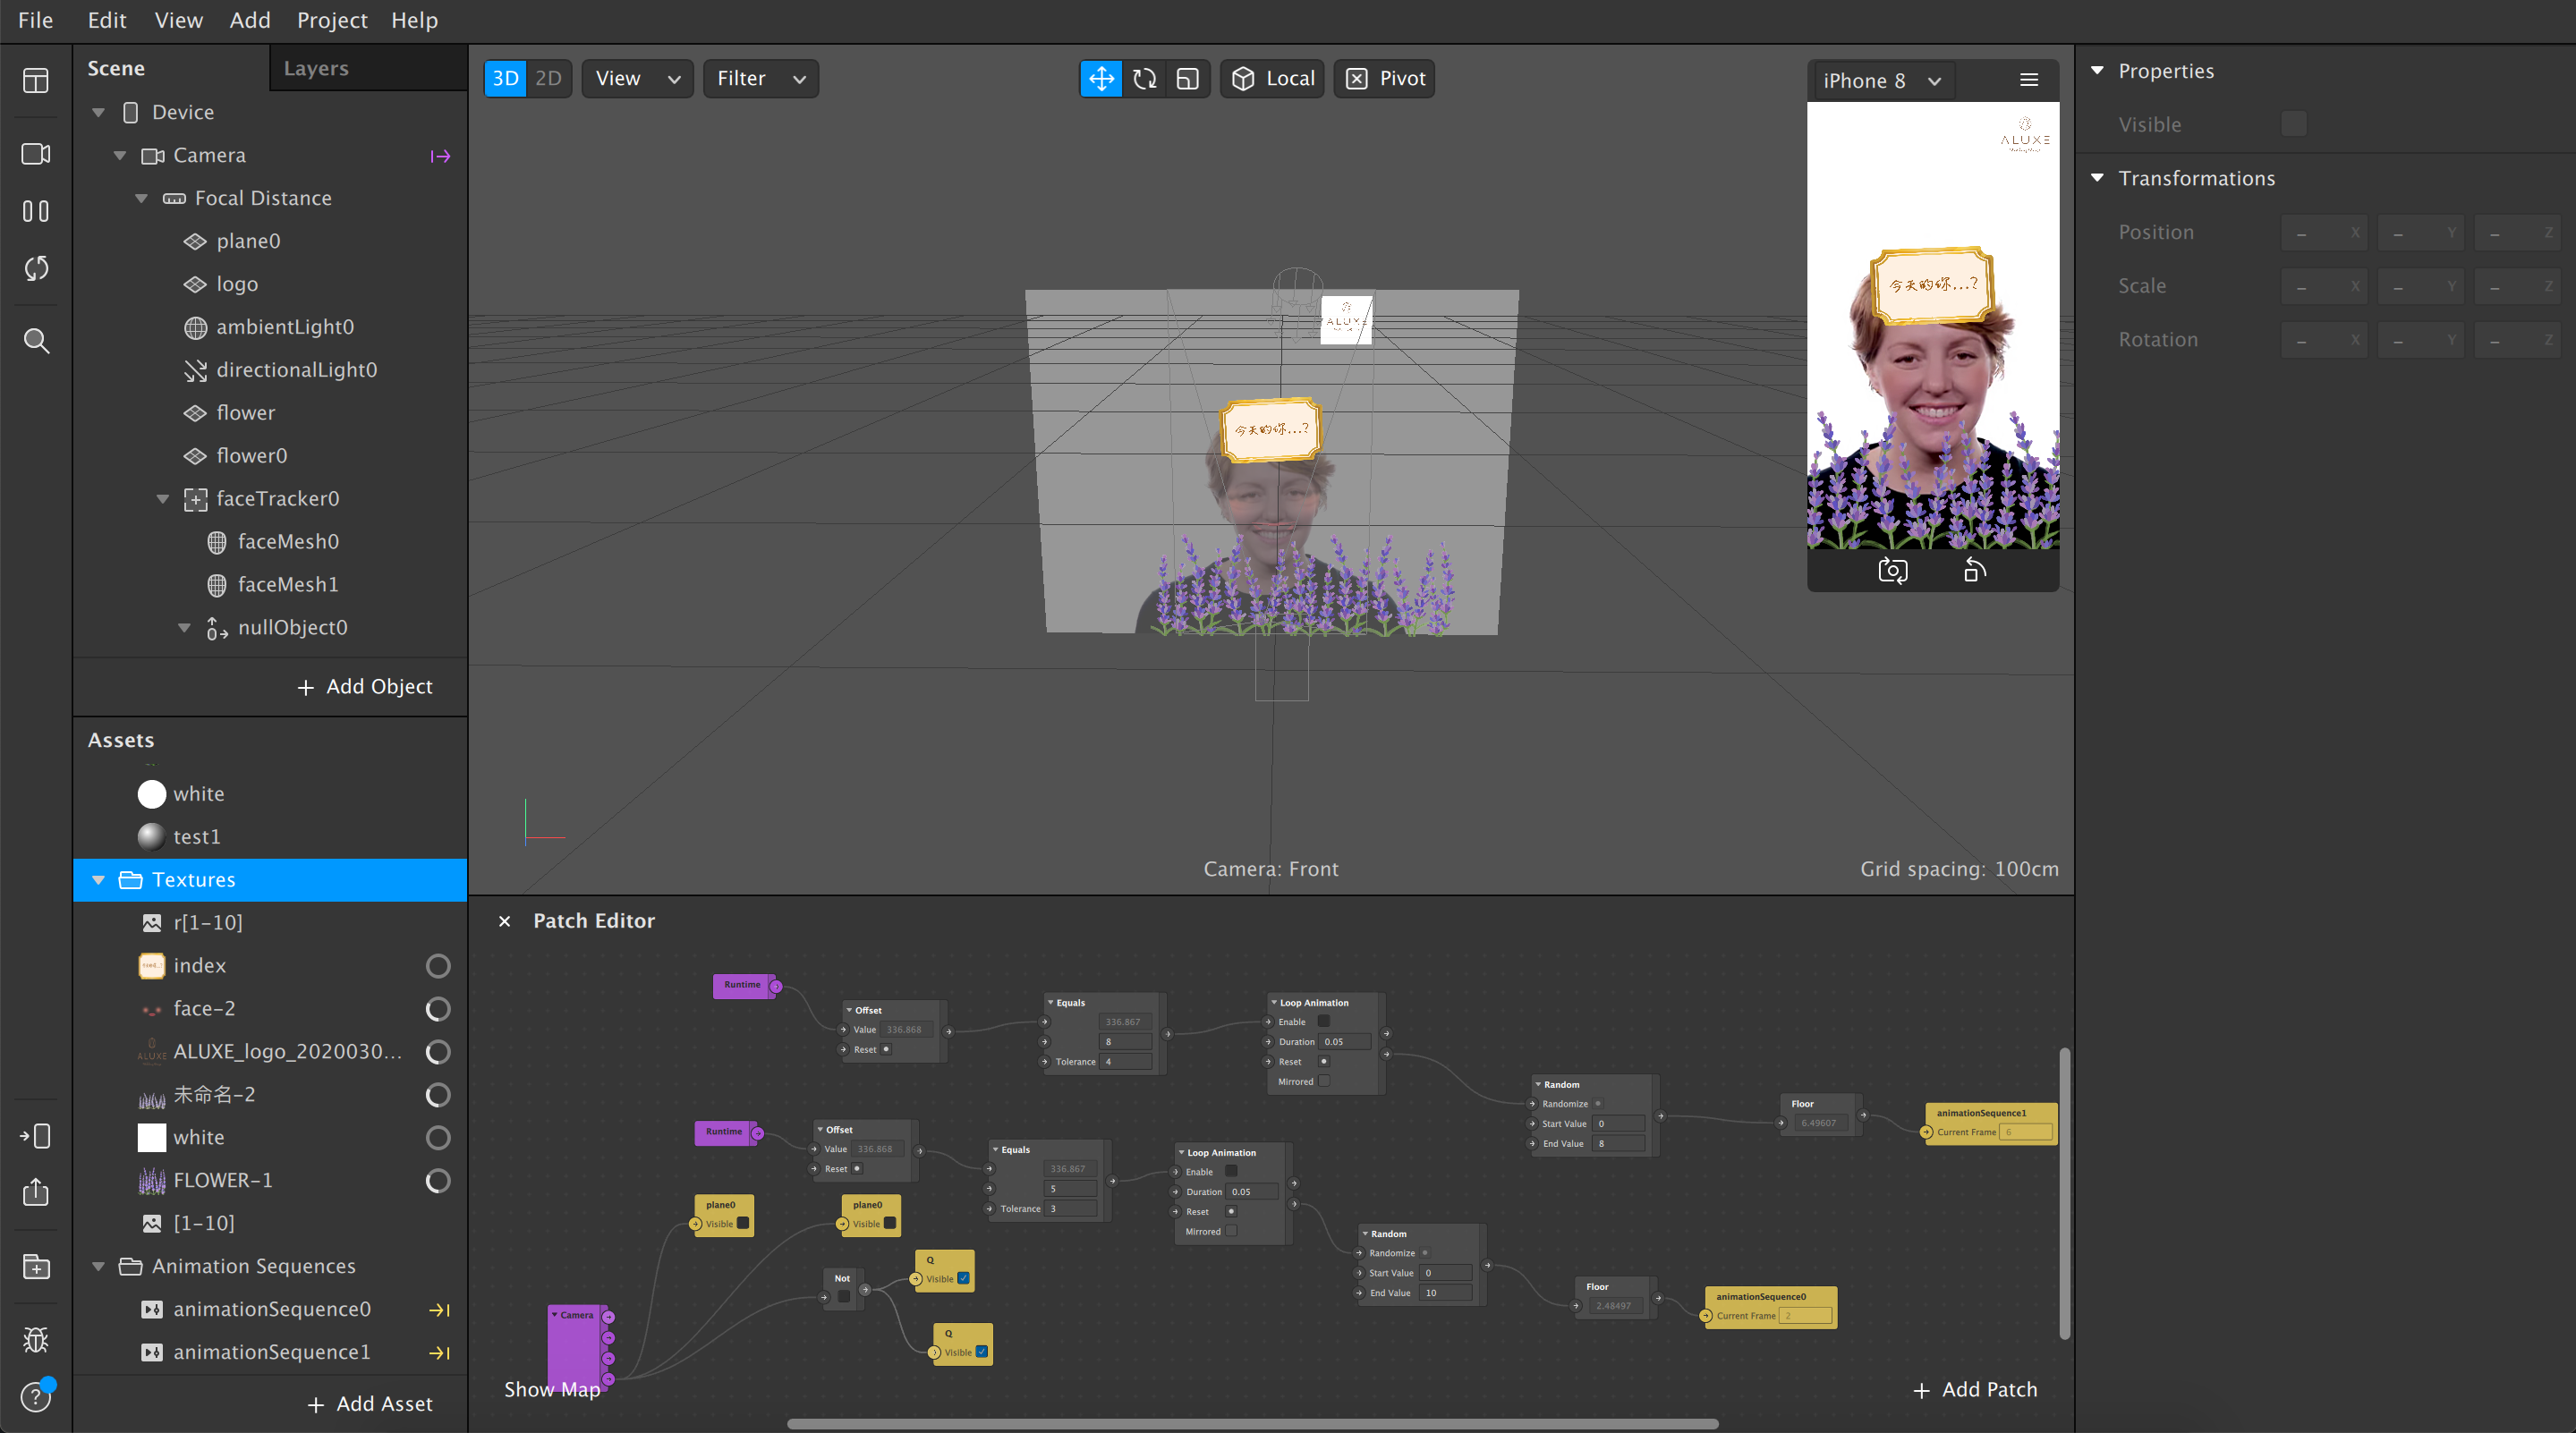 File Edit View Add Project Help
Scene Layers
Device
Camera
Focal Distance
plane0
logo
ambientLight0
directionalLight0
flower
flower0
faceTracker0
faceMesh0
faceMesh1
nullObject0
+ Add Object
Assets
white
test1
Textures
r[1-10]
index
face-2
ALUXE_logo_2020030...
未命名-2
white
FLOWER-1
[1-10]
Animation Sequences
animationSequence0
animationSequence1
+ Add Asset
3D 2D View Filter Local Pivot
ALUXE
今天的你...?
Camera: Front
Grid spacing: 100cm
iPhone 8
ALUXE
今天的你...?
Patch Editor
Runtime
Offset
Value 336.868
Reset
Equals
336.867
8
Tolerance 4
Loop Animation
Enable
Duration 0.05
Reset
Mirrored
Random
Randomize
Start Value 0
End Value 8
Floor
6.49607
animationSequence1
Current Frame 6
Runtime
Offset
Value 336.868
Reset
Equals
336.867
5
Tolerance 3
Loop Animation
Enable
Duration 0.05
Reset
Mirrored
Random
Randomize
Start Value 0
End Value 10
Floor
2.48497
animationSequence0
Current Frame 2
plane0
Visible
plane0
Visible
Not
Q
Visible
Q
Visible
Camera
Show Map
+ Add Patch
Properties
Visible
Transformations
Position – X – Y – Z
Scale – X – Y – Z
Rotation – X – Y – Z